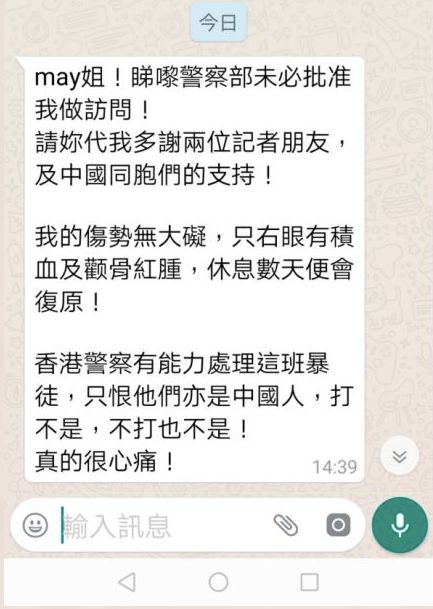 今日
may姐！睇嚟警察部未必批准
我做訪問！
請妳代我多謝兩位記者朋友，
及中國同胞們的支持！
我的傷勢無大礙，只右眼有積
血及顴骨紅腫，休息數天便會
復原！
香港警察有能力處理這班暴
徒，只恨他們亦是中國人，打
不是，不打也不是！
真的很心痛！
14:39
輸入訊息